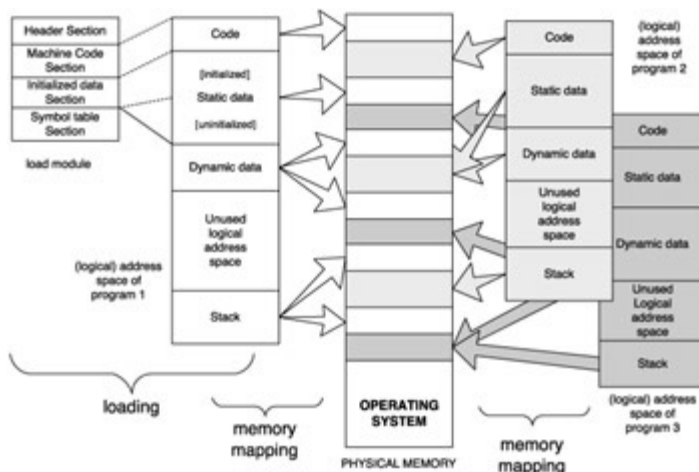 Header Section
Machine Code
Section
Initialized data
Section
Symbol table
Section
load module
Code
[initialized]
Static data
[uninitialized]
Dynamic data
Unused
logical
address
space
Stack
(logical) address
space of
program 1
loading
memory
mapping
OPERATING
SYSTEM
PHYSICAL MEMORY
Code
Static data
Dynamic data
Unused
logical
address
space
Stack
(logical)
address
space of
program 2
memory
mapping
Code
Static data
Dynamic data
Unused
Logical
address
space
Stack
(logical) address
space of
program 3